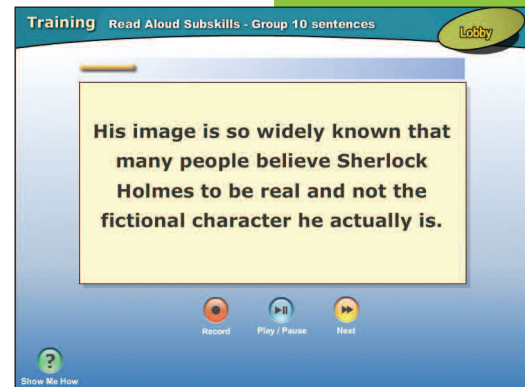 Training Read Aloud Subskills - Group 10 sentences
Lobby
His image is so widely known that
many people believe Sherlock
Holmes to be real and not the
fictional character he actually is.
Record Play / Pause Next
?
Show Me How